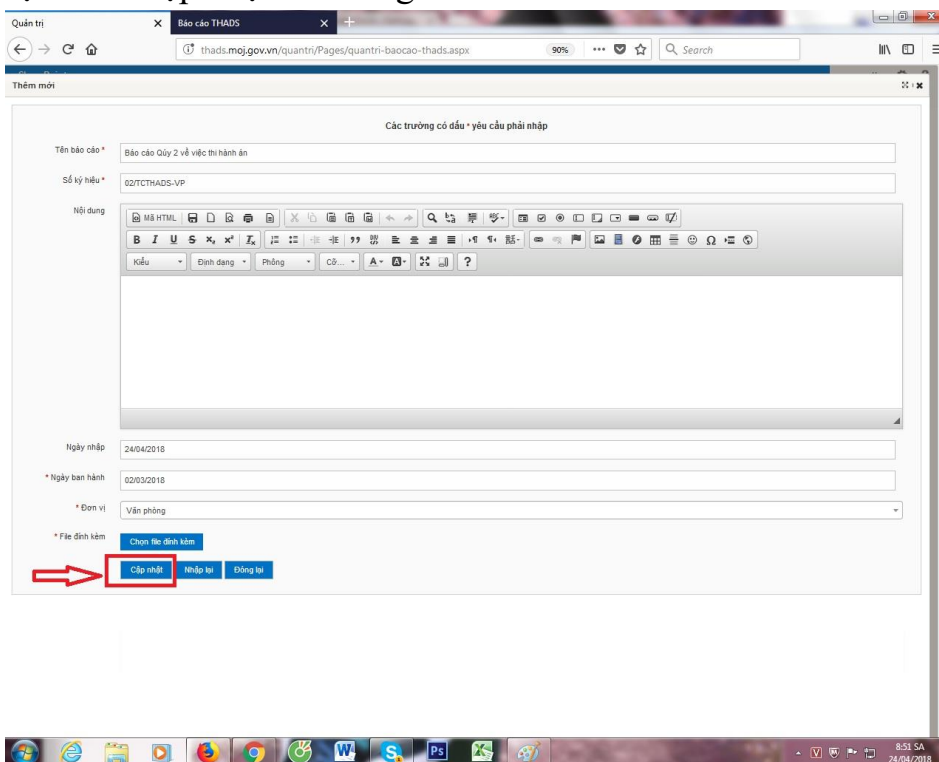 Quản trị
Báo cáo THADS
thads.moj.gov.vn/quantri/Pages/quantri-baocao-thads.aspx
90%
Search
Thêm mới
Các trường có dấu * yêu cầu phải nhập
Tên báo cáo *
Báo cáo Qúy 2 về việc thi hành án
Số ký hiệu *
02/TCTHADS-VP
Nội dung
Mã HTML
Kiểu
Định dạng
Phông
Cỡ...
Ngày nhập
24/04/2018
* Ngày ban hành
02/03/2018
* Đơn vị
Văn phòng
* File đính kèm
Chọn file đính kèm
Cập nhật Nhập lại Đóng lại
8:51 SA
24/04/2018